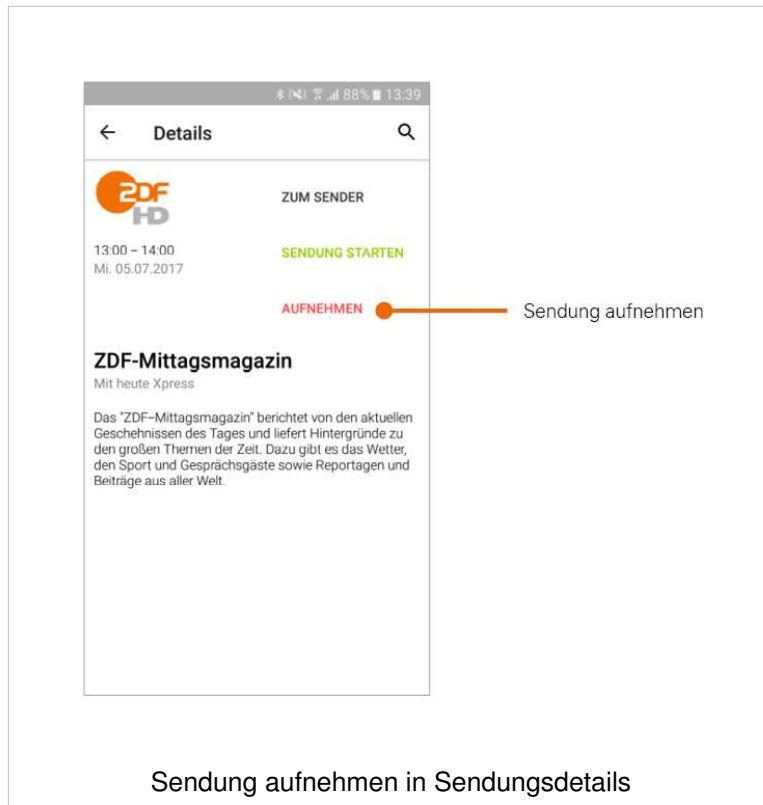 88% 13:39
Details
ZDF
HD
ZUM SENDER
13:00 – 14:00
Mi. 05.07.2017
SENDUNG STARTEN
AUFNEHMEN
Sendung aufnehmen
ZDF-Mittagsmagazin
Mit heute Xpress
Das "ZDF–Mittagsmagazin" berichtet von den aktuellen
Geschehnissen des Tages und liefert Hintergründe zu
den großen Themen der Zeit. Dazu gibt es das Wetter,
den Sport und Gesprächsgäste sowie Reportagen und
Beiträge aus aller Welt.
Sendung aufnehmen in Sendungsdetails